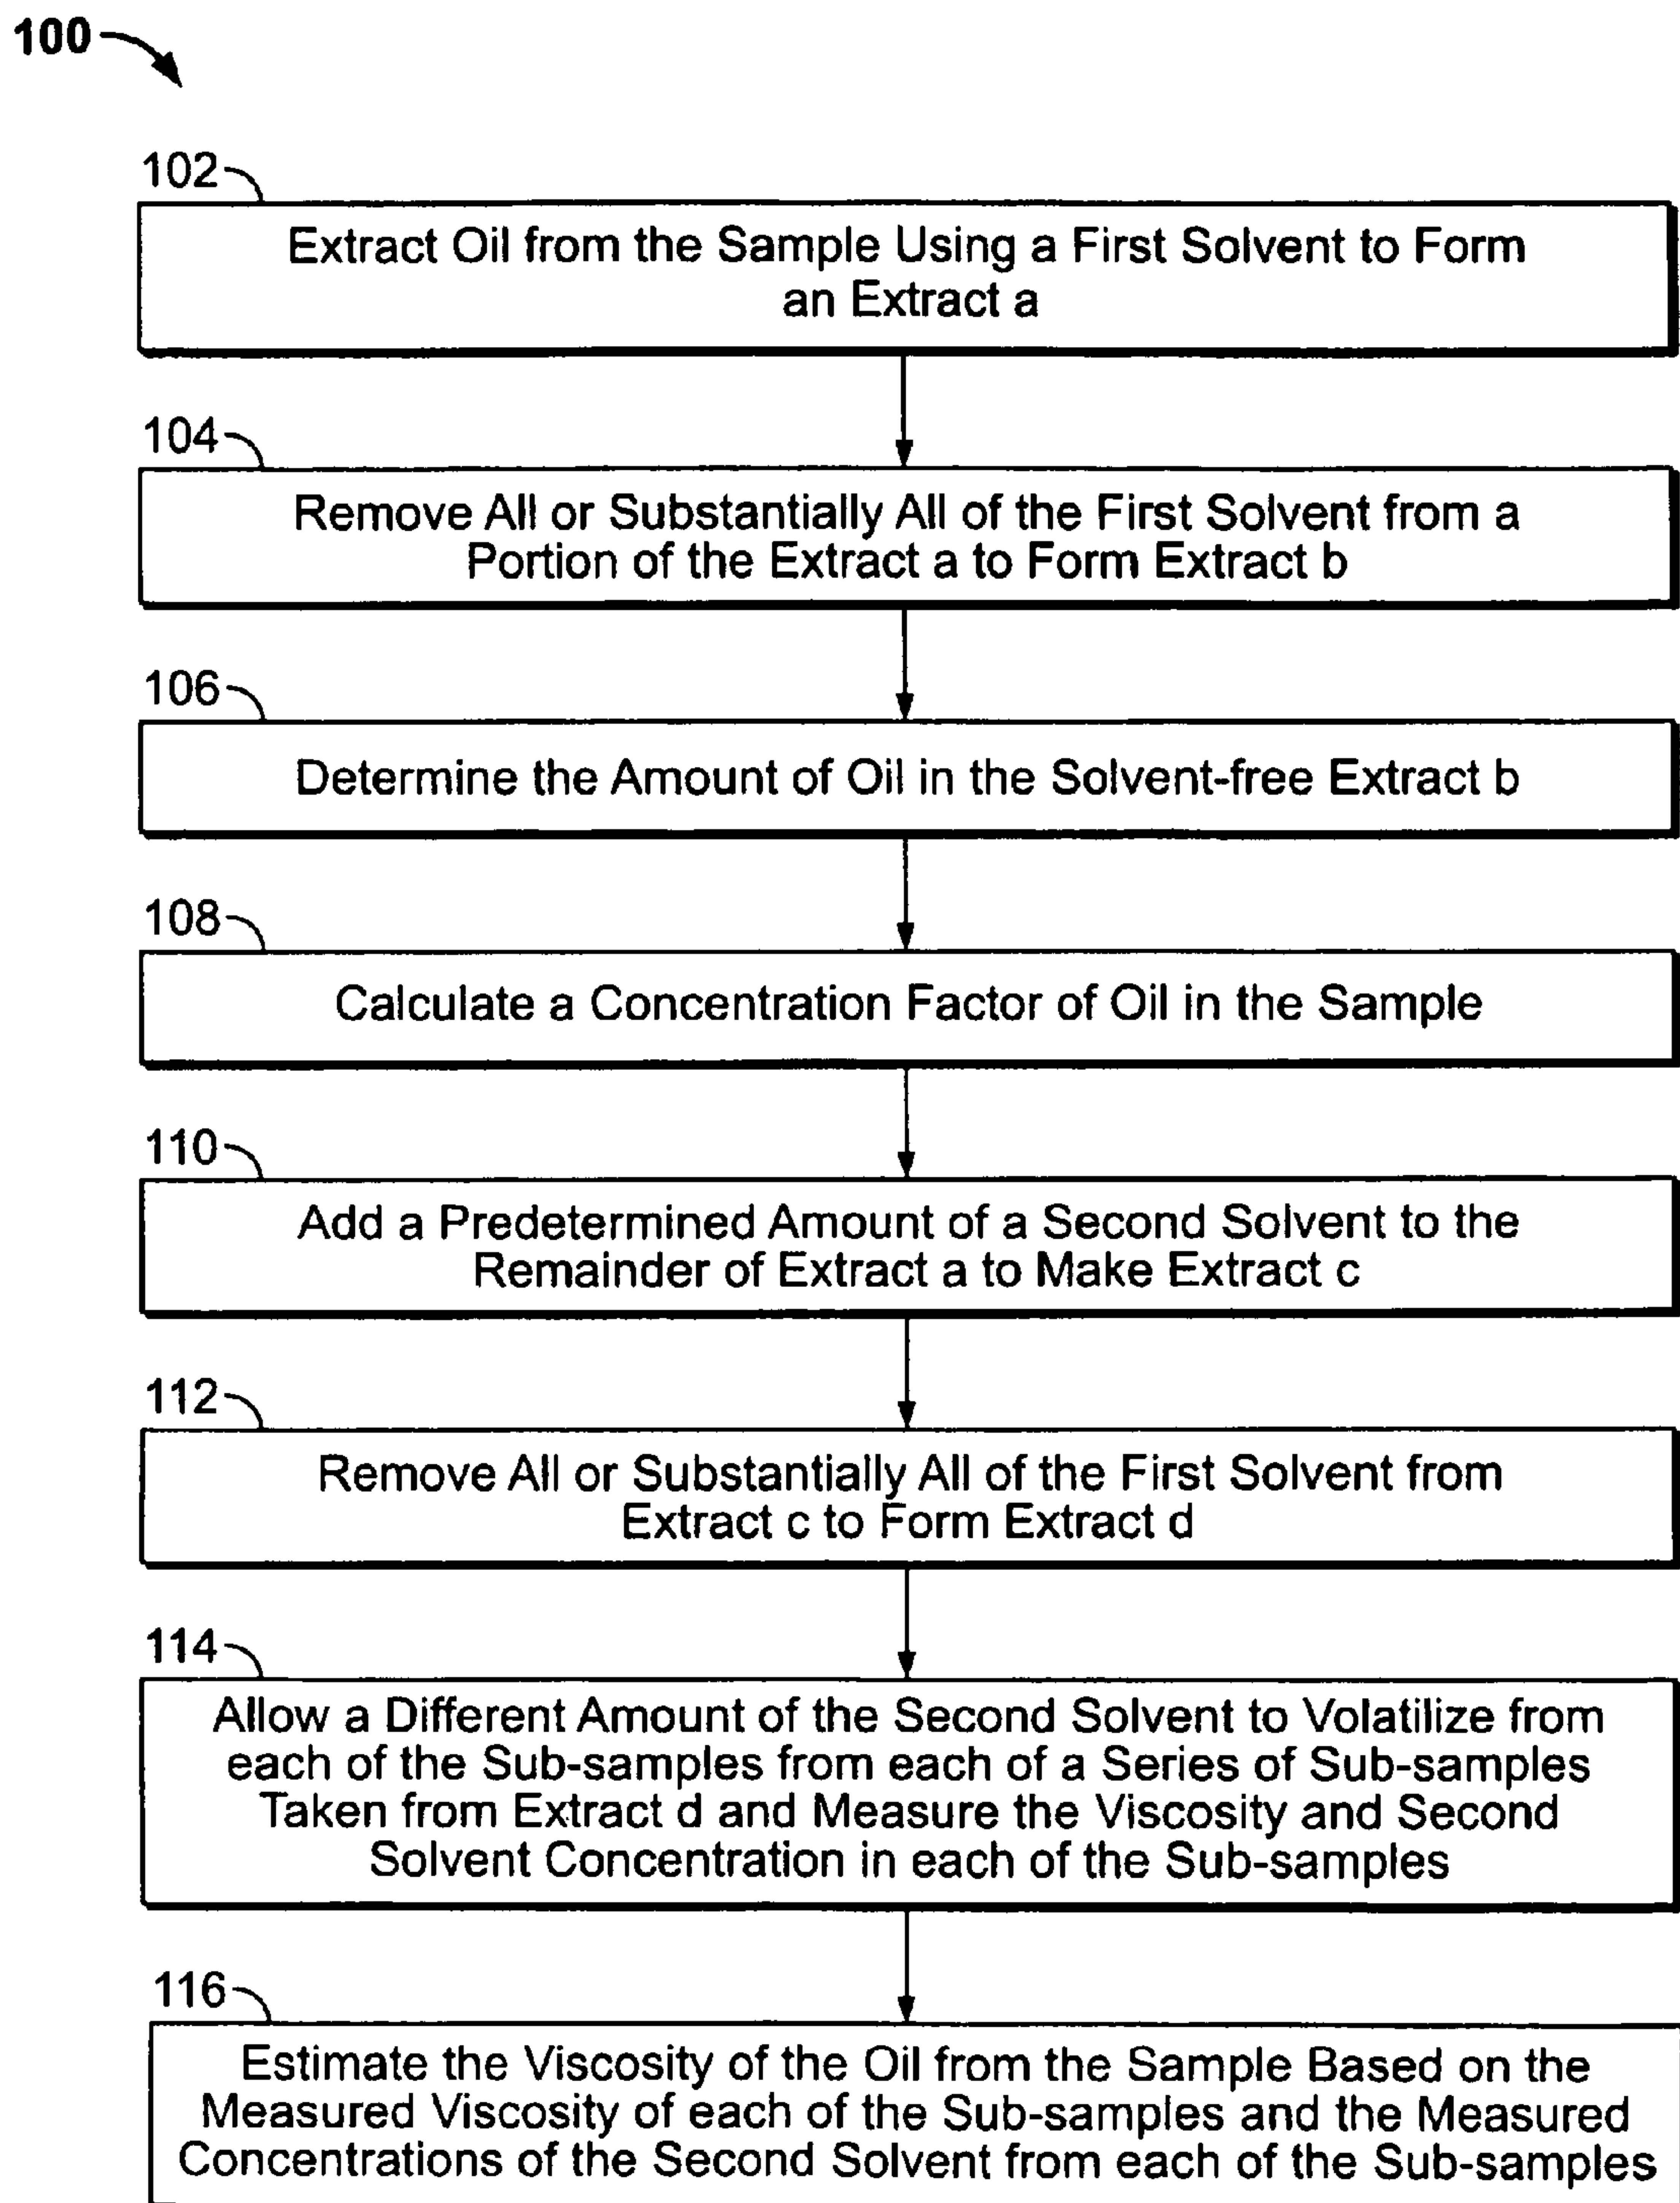 100
102
Extract Oil from the Sample Using a First Solvent to Form
an Extract a
104
Remove All or Substantially All of the First Solvent from a
Portion of the Extract a to Form Extract b
106
Determine the Amount of Oil in the Solvent-free Extract b
108
Calculate a Concentration Factor of Oil in the Sample
110
Add a Predetermined Amount of a Second Solvent to the
Remainder of Extract a to Make Extract c
112
Remove All or Substantially All of the First Solvent from
Extract c to Form Extract d
114
Allow a Different Amount of the Second Solvent to Volatilize from
each of the Sub-samples from each of a Series of Sub-samples
Taken from Extract d and Measure the Viscosity and Second
Solvent Concentration in each of the Sub-samples
116
Estimate the Viscosity of the Oil from the Sample Based on the
Measured Viscosity of each of the Sub-samples and the Measured
Concentrations of the Second Solvent from each of the Sub-samples